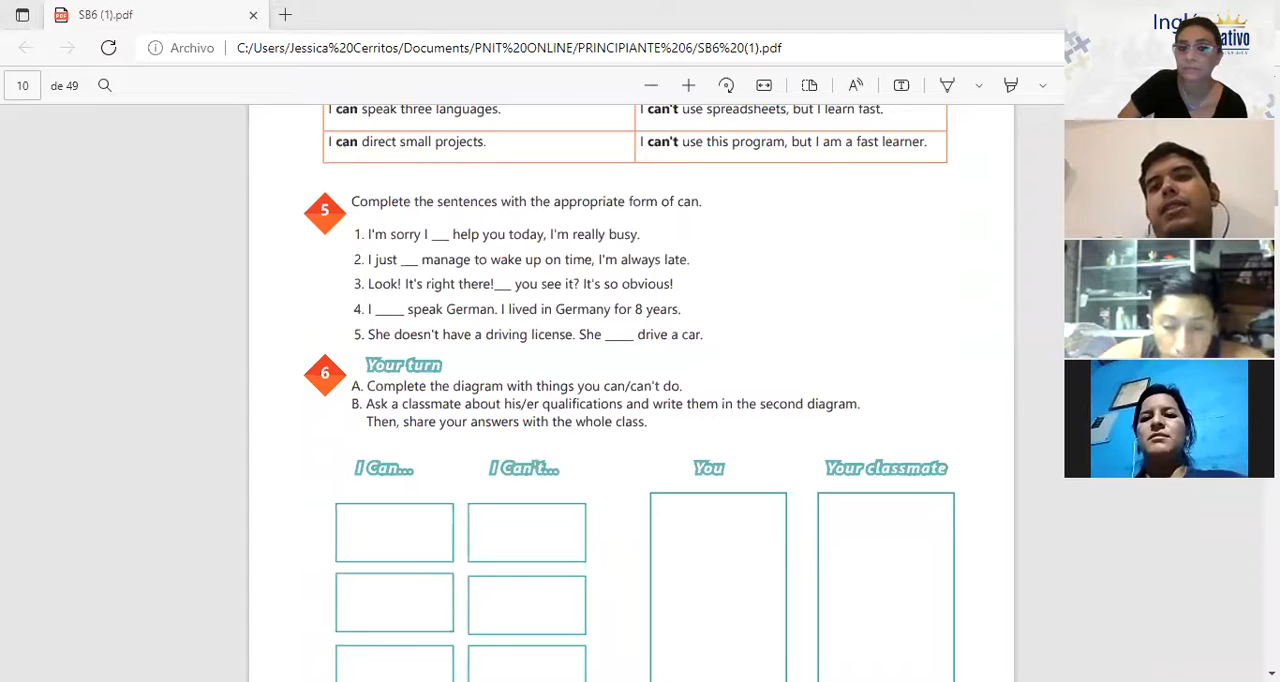 SB6 (1).pdf
Archivo
C:/Users/Jessica%20Cerritos/Documents/PNIT%20ONLINE/PRINCIPIANTE%206/SB6%20(1).pdf
10 de 49
I can speak three languages.
I can't use spreadsheets, but I learn fast.
I can direct small projects.
I can't use this program, but I am a fast learner.
5
Complete the sentences with the appropriate form of can.
1. I'm sorry I ___ help you today, I'm really busy.
2. I just ___ manage to wake up on time, I'm always late.
3. Look! It's right there!___ you see it? It's so obvious!
4. I _____ speak German. I lived in Germany for 8 years.
5. She doesn't have a driving license. She _____ drive a car.
6
Your turn
A. Complete the diagram with things you can/can't do.
B. Ask a classmate about his/er qualifications and write them in the second diagram.
Then, share your answers with the whole class.
I Can... I Can't... You Your classmate